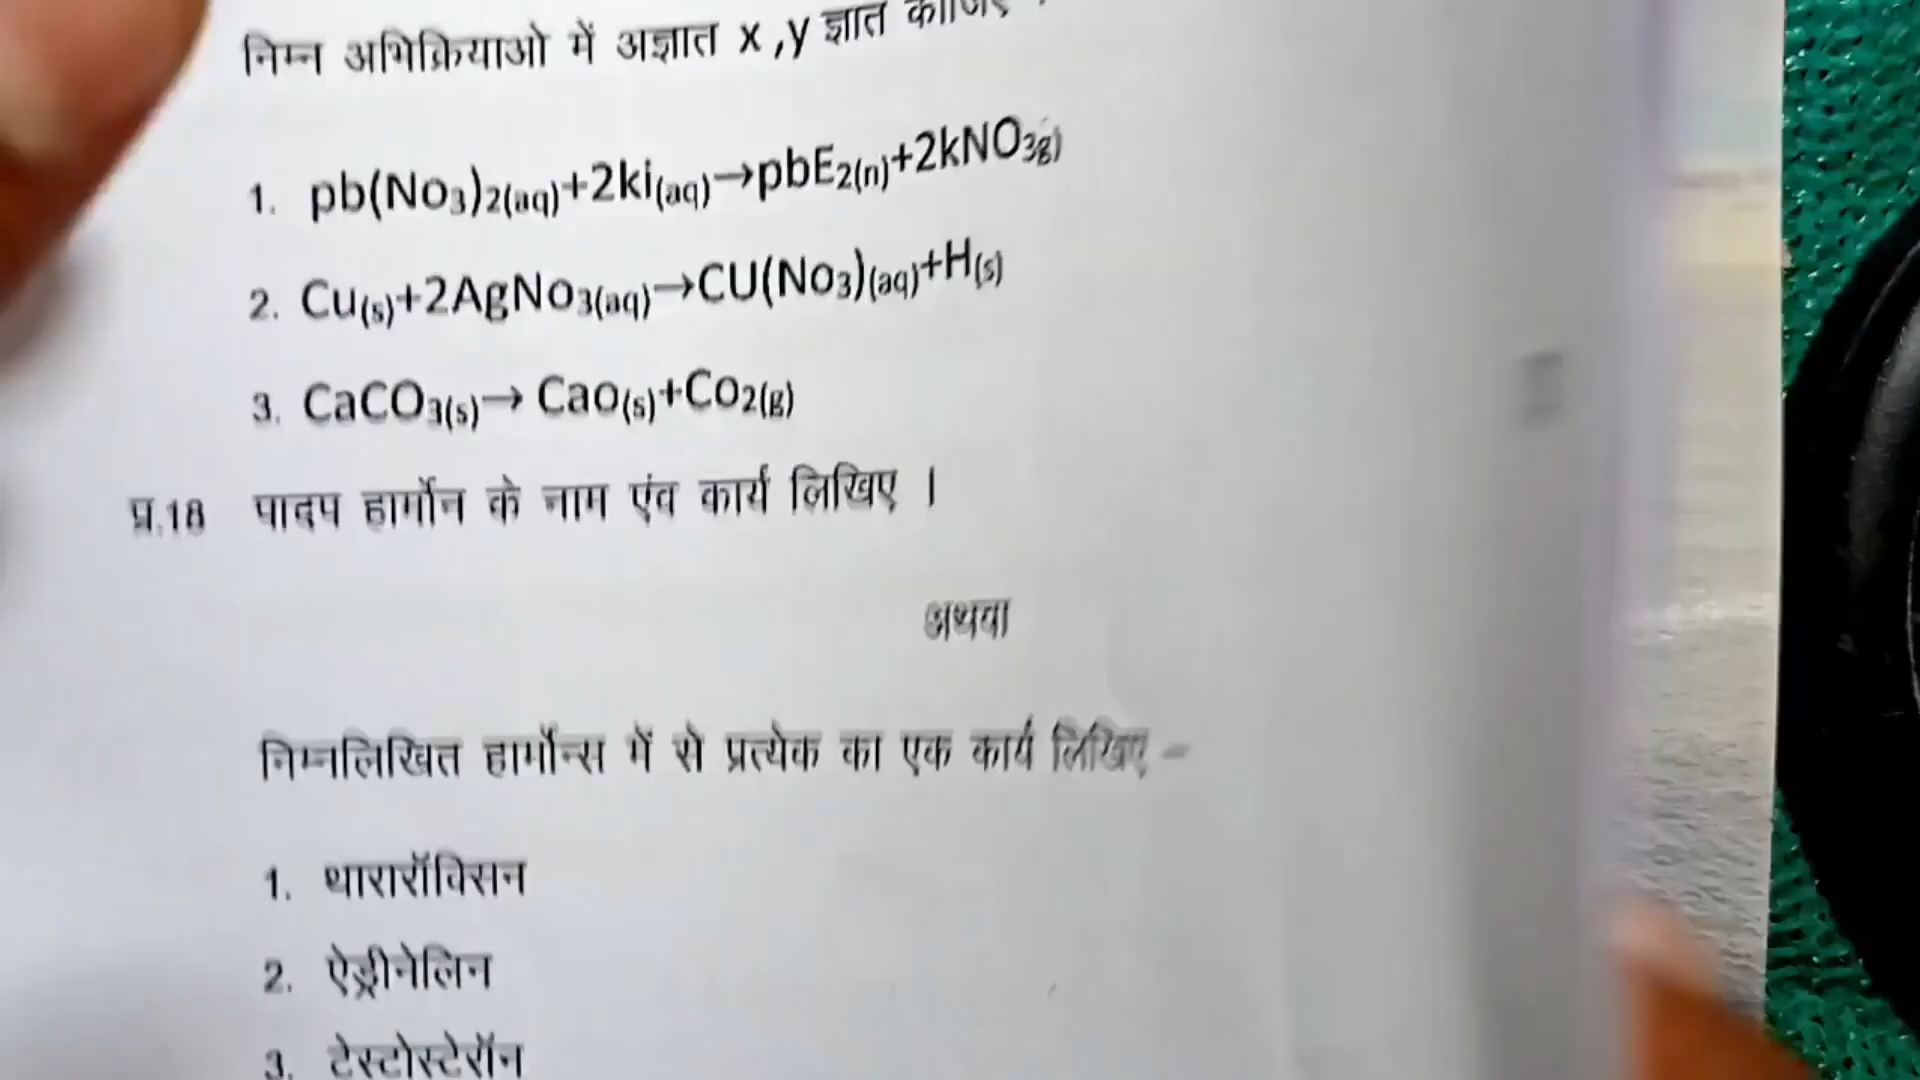 निम्न अभिक्रियाओ में अज्ञात x ,y ज्ञात कीजिए
1. pb(No₃)₂(aq)+2ki(aq)→pbE₂(n)+2kNO₃g)
2. Cu(s)+2AgNo₃(aq)→CU(No₃)(aq)+H(s)
3. CaCO₃(s)→ Cao(s)+Co₂(g)
प्र.18 पादप हार्मोन के नाम एंव कार्य लिखिए ।
अथवा
निम्नलिखित हार्मोन्स में से प्रत्येक का एक कार्य लिखिए –
1. थारारॉक्सिन
2. ऐड्रीनेलिन
3. टेस्टोस्टेरॉन